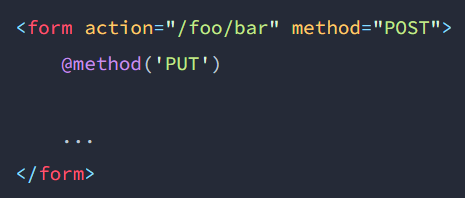 <form action="/foo/bar" method="POST">
    @method('PUT')

    ...
</form>